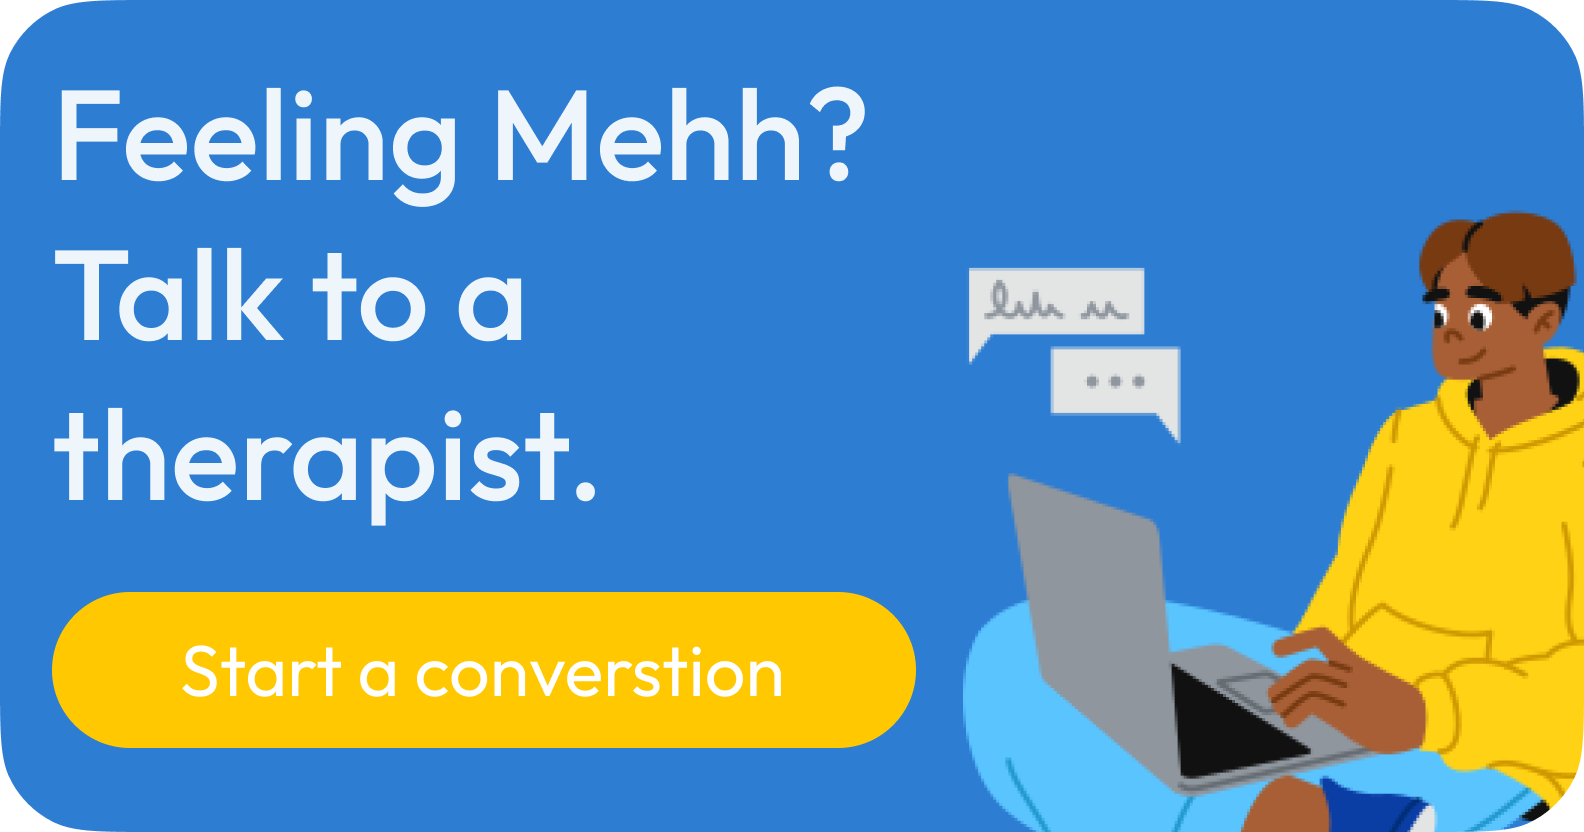 Feeling Mehh?
Talk to a
therapist.
Start a converstion